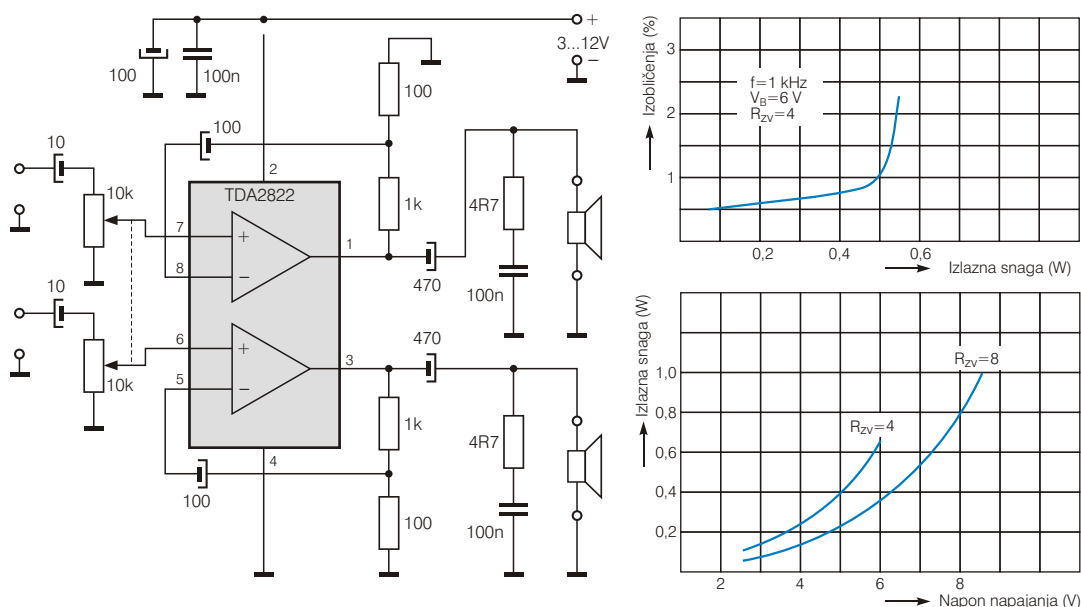 +
3...12V
−
100
100n
100
100
10
2
TDA2822
10k
7
+
8
−
1
1k
470
4R7
100n
10
10k
6
+
5
−
3
470
1k
4R7
4
100
100
100n
Izobličenja (%)
3
2
1
f=1 kHz
V_B=6 V
R_ZV=4
0,2
0,4
0,6
Izlazna snaga (W)
Izlazna snaga (W)
1,0
0,8
0,6
0,4
0,2
R_ZV=8
R_ZV=4
2
4
6
8
Napon napajanja (V)